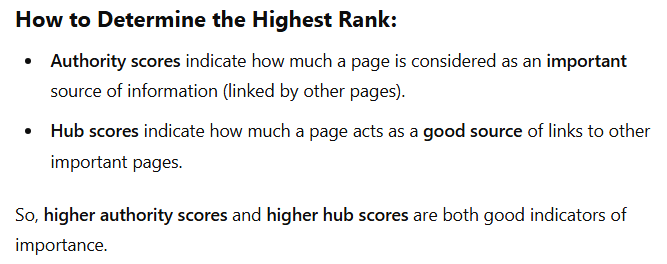 How to Determine the Highest Rank:
• Authority scores indicate how much a page is considered as an important
source of information (linked by other pages).
• Hub scores indicate how much a page acts as a good source of links to other
important pages.
So, higher authority scores and higher hub scores are both good indicators of
importance.